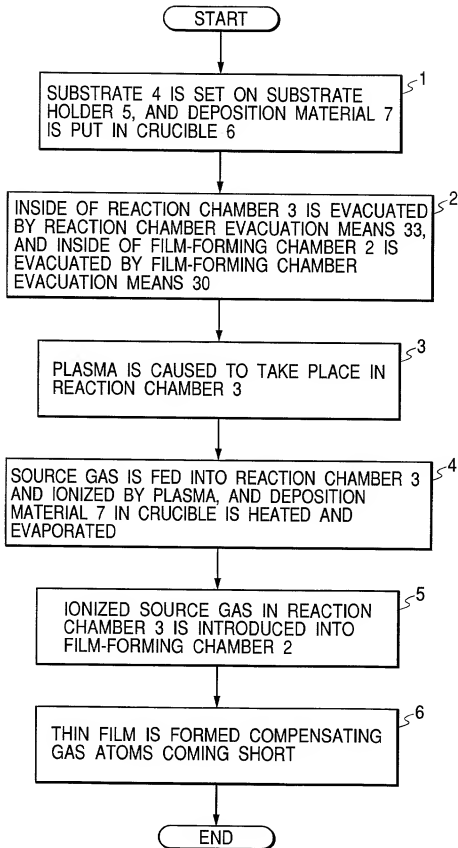 START
1
SUBSTRATE 4 IS SET ON SUBSTRATE
HOLDER 5, AND DEPOSITION MATERIAL 7
IS PUT IN CRUCIBLE 6
2
INSIDE OF REACTION CHAMBER 3 IS EVACUATED
BY REACTION CHAMBER EVACUATION MEANS 33,
AND INSIDE OF FILM-FORMING CHAMBER 2 IS
EVACUATED BY FILM-FORMING CHAMBER
EVACUATION MEANS 30
3
PLASMA IS CAUSED TO TAKE PLACE IN
REACTION CHAMBER 3
4
SOURCE GAS IS FED INTO REACTION CHAMBER 3
AND IONIZED BY PLASMA, AND DEPOSITION
MATERIAL 7 IN CRUCIBLE IS HEATED AND
EVAPORATED
5
IONIZED SOURCE GAS IN REACTION
CHAMBER 3 IS INTRODUCED INTO
FILM-FORMING CHAMBER 2
6
THIN FILM IS FORMED COMPENSATING
GAS ATOMS COMING SHORT
END